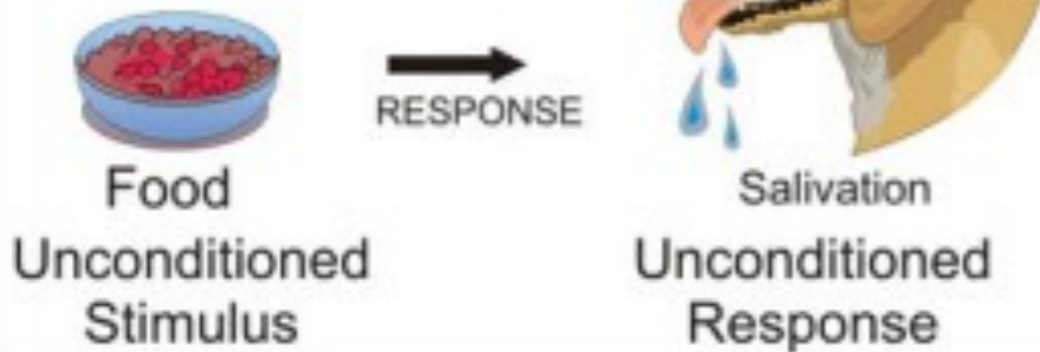 RESPONSE
Food
Salivation
Unconditioned
Stimulus
Unconditioned
Response